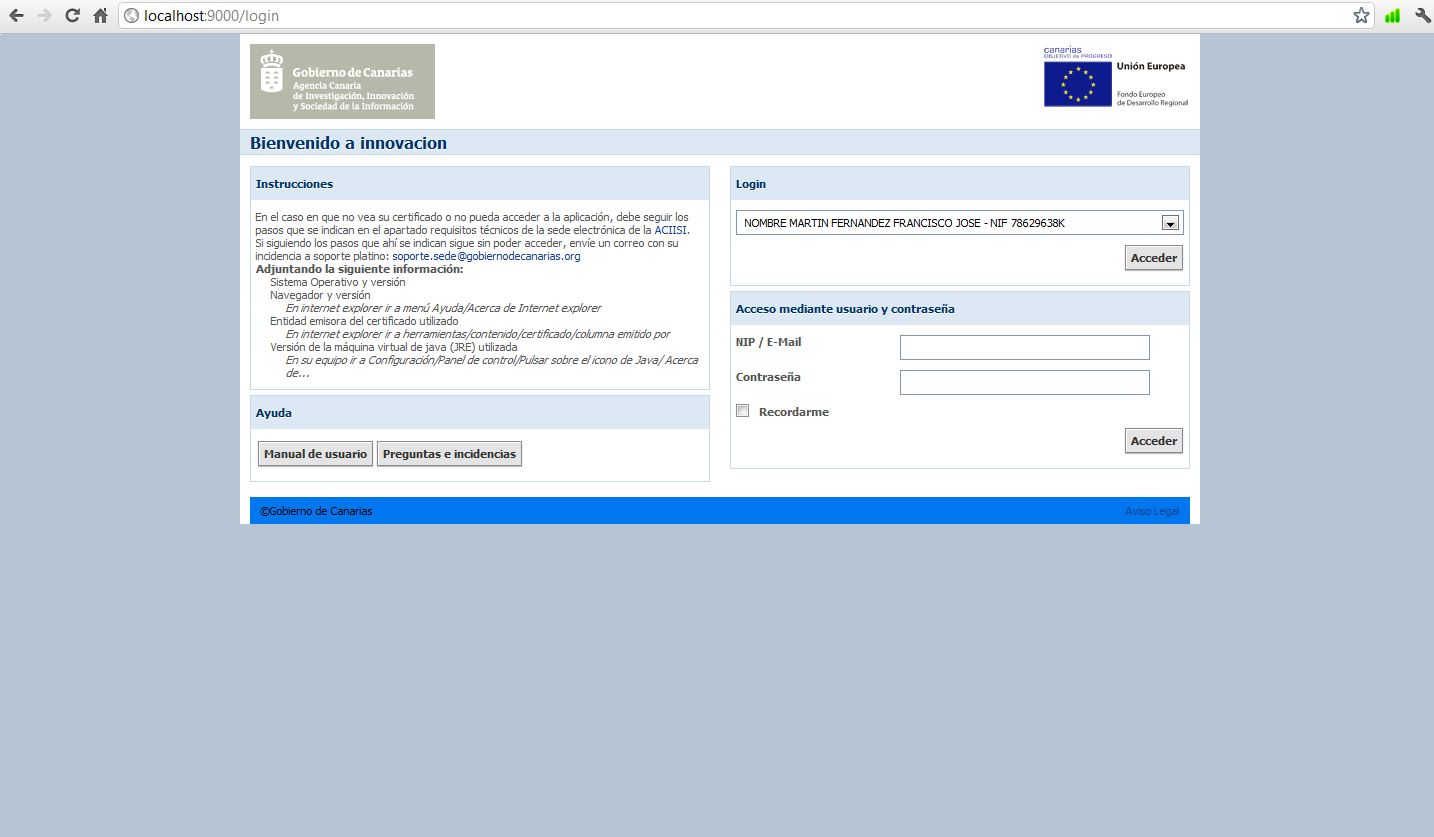 localhost:9000/login
Gobierno de Canarias
Agencia Canaria
de Investigación, Innovación
y Sociedad de la Información
canarias
OBJETIVO DE PROGRESO
Unión Europea
Fondo Europeo
de Desarrollo Regional
Bienvenido a innovacion
Instrucciones
En el caso en que no vea su certificado o no pueda acceder a la aplicación, debe seguir los
pasos que se indican en el apartado requisitos técnicos de la sede electrónica de la ACIISI.
Si siguiendo los pasos que ahí se indican sigue sin poder acceder, envíe un correo con su
incidencia a soporte platino: soporte.sede@gobiernodecanarias.org
Adjuntando la siguiente información:
Sistema Operativo y versión
Navegador y versión
En internet explorer ir a menú Ayuda/Acerca de Internet explorer
Entidad emisora del certificado utilizado
En internet explorer ir a herramientas/contenido/certificado/columna emitido por
Versión de la máquina virtual de java (JRE) utilizada
En su equipo ir a Configuración/Panel de control/Pulsar sobre el icono de Java/ Acerca
de...
Ayuda
Manual de usuario
Preguntas e incidencias
Login
NOMBRE MARTIN FERNANDEZ FRANCISCO JOSE - NIF 78629638K
Acceder
Acceso mediante usuario y contraseña
NIP / E-Mail
Contraseña
Recordarme
Acceder
©Gobierno de Canarias
Aviso Legal